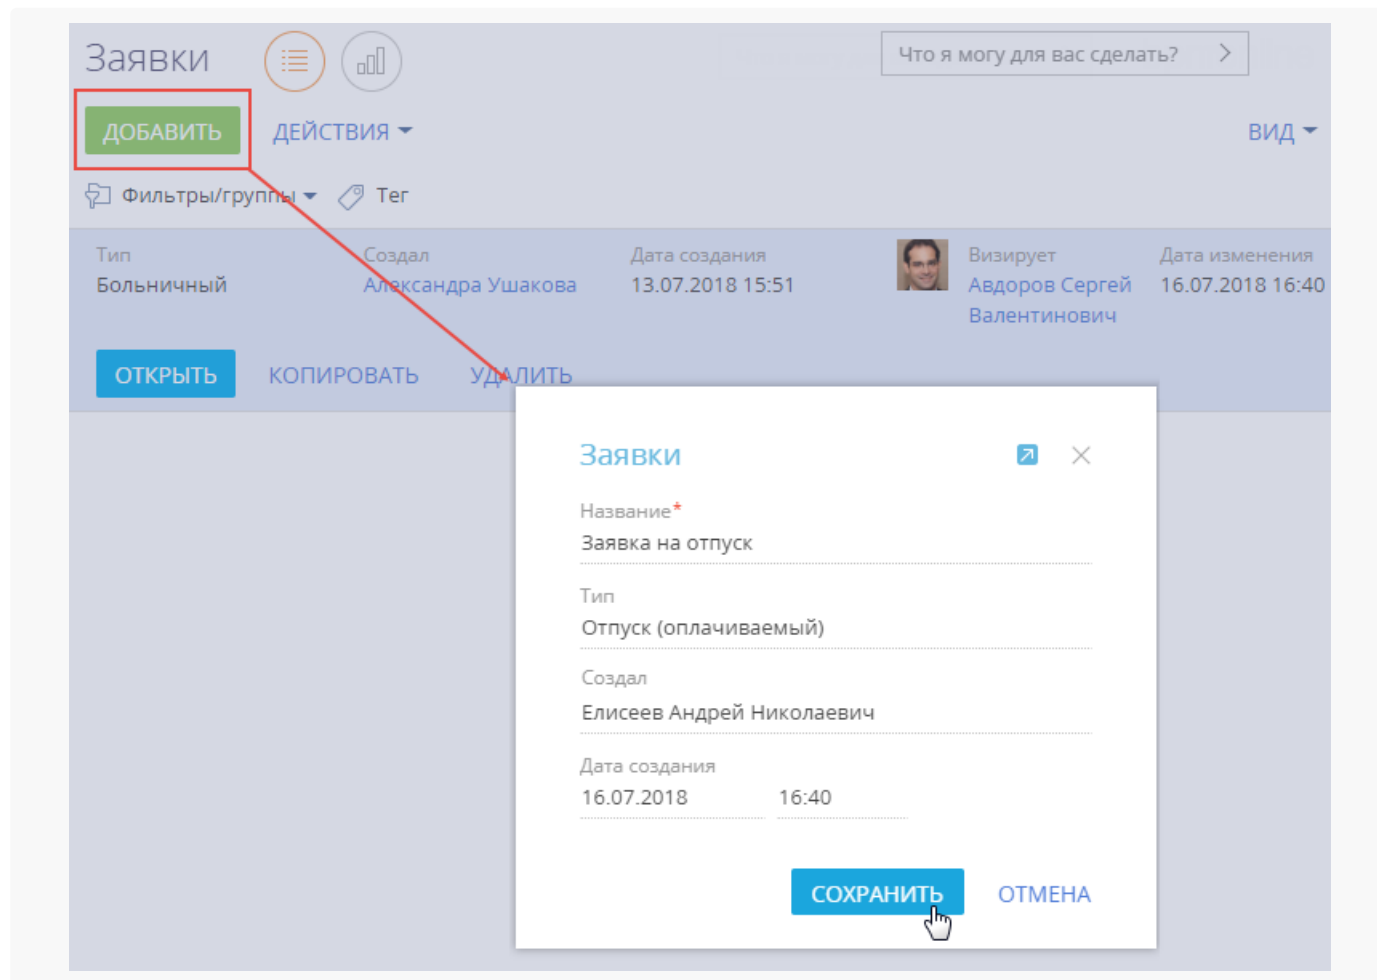 Заявки
Что я могу для вас сделать?
ДОБАВИТЬ ДЕЙСТВИЯ ВИД
Фильтры/группы Тег
Тип Создал Дата создания Визирует Дата изменения
Больничный Александра Ушакова 13.07.2018 15:51 Авдоров Сергей 16.07.2018 16:40
Валентинович
ОТКРЫТЬ КОПИРОВАТЬ УДАЛИТЬ
Заявки
Название*
Заявка на отпуск
Тип
Отпуск (оплачиваемый)
Создал
Елисеев Андрей Николаевич
Дата создания
16.07.2018 16:40
СОХРАНИТЬ ОТМЕНА